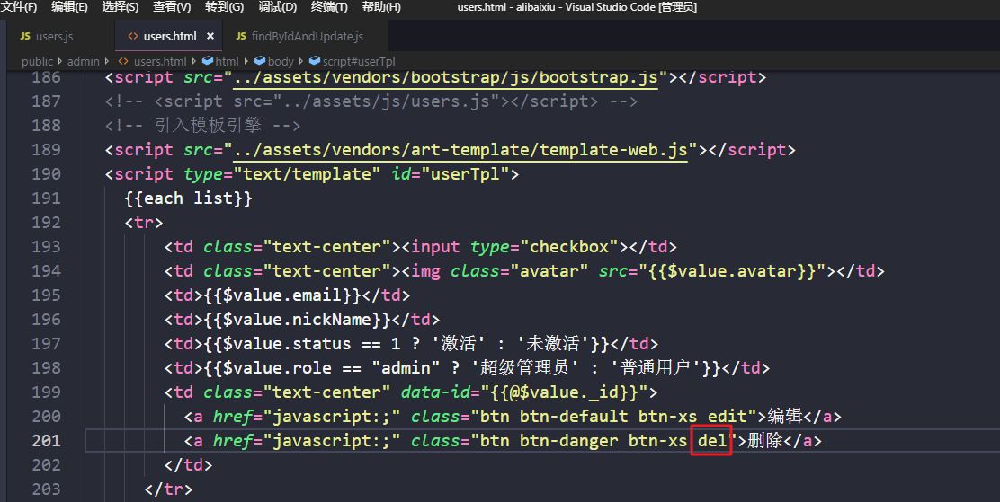 文件(F) 编辑(E) 选择(S) 查看(V) 转到(G) 调试(D) 终端(T) 帮助(H) users.html - alibaixiu - Visual Studio Code [管理员]
JS users.js <> users.html × JS findByIdAndUpdate.js
public admin <> users.html html body script#userTpl
186 <script src="../assets/vendors/bootstrap/js/bootstrap.js"></script>
187 <!-- <script src="../assets/js/users.js"></script> -->
188 <!-- 引入模板引擎 -->
189 <script src="../assets/vendors/art-template/template-web.js"></script>
190 <script type="text/template" id="userTpl">
191 {{each list}}
192 <tr>
193 <td class="text-center"><input type="checkbox"></td>
194 <td class="text-center"><img class="avatar" src="{{$value.avatar}}"></td>
195 <td>{{$value.email}}</td>
196 <td>{{$value.nickName}}</td>
197 <td>{{$value.status == 1 ? '激活' : '未激活'}}</td>
198 <td>{{$value.role == "admin" ? '超级管理员' : '普通用户'}}</td>
199 <td class="text-center" data-id="{{@$value._id}}">
200 <a href="javascript:;" class="btn btn-default btn-xs edit">编辑</a>
201 <a href="javascript:;" class="btn btn-danger btn-xs del">删除</a>
202 </td>
203 </tr>